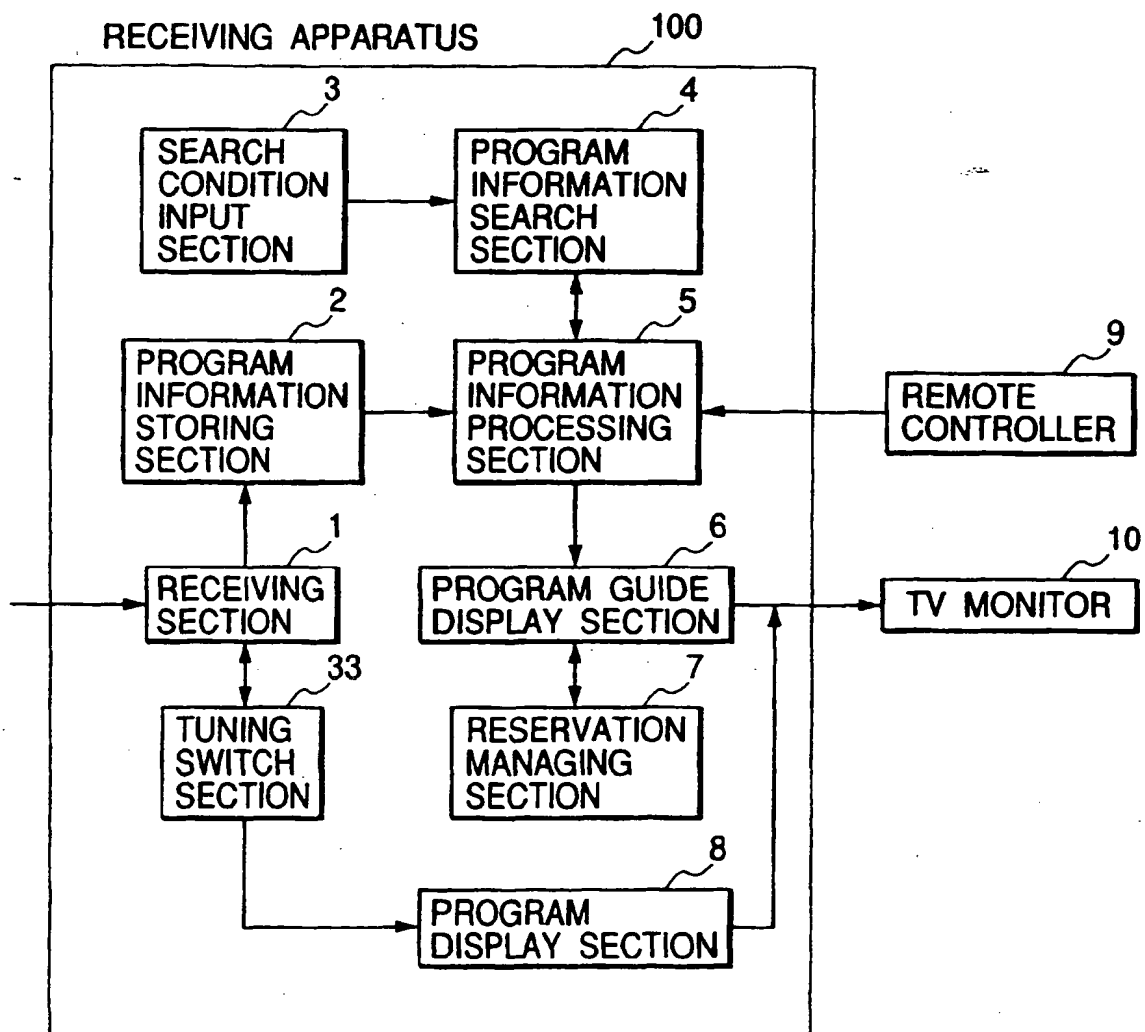 RECEIVING APPARATUS
100
3
SEARCH
CONDITION
INPUT
SECTION
4
PROGRAM
INFORMATION
SEARCH
SECTION
2
PROGRAM
INFORMATION
STORING
SECTION
5
PROGRAM
INFORMATION
PROCESSING
SECTION
9
REMOTE
CONTROLLER
1
RECEIVING
SECTION
6
PROGRAM GUIDE
DISPLAY SECTION
10
TV MONITOR
33
TUNING
SWITCH
SECTION
7
RESERVATION
MANAGING
SECTION
8
PROGRAM
DISPLAY SECTION